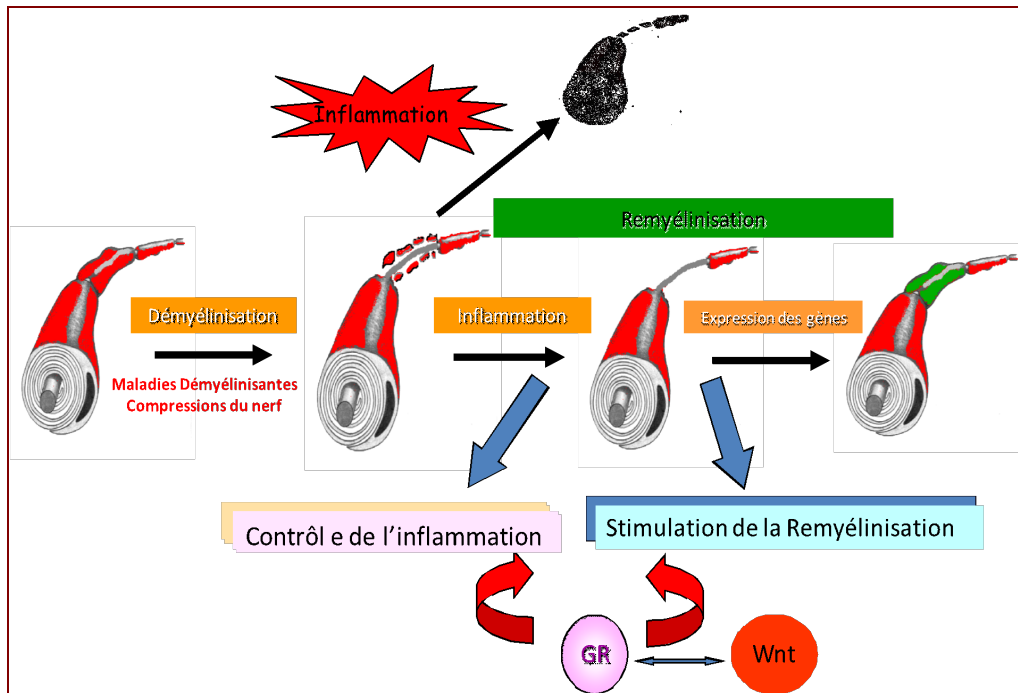 Inflammation
Remyélinisation
Démyélinisation
Inflammation
Expression des gènes
Maladies Démyélinisantes
Compressions du nerf
Contrôl e de l'inflammation
Stimulation de la Remyélinisation
GR
Wnt